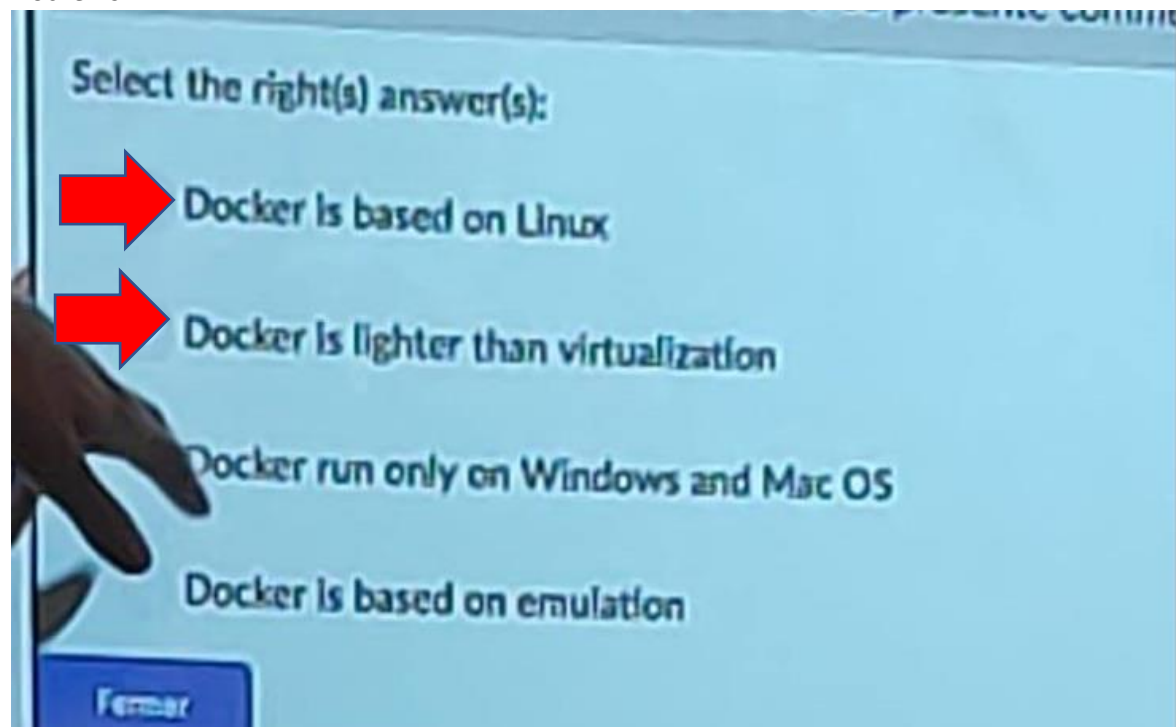 Select the right(s) answer(s):
Docker is based on Linux
Docker is lighter than virtualization
Docker run only on Windows and Mac OS
Docker is based on emulation
Fermer